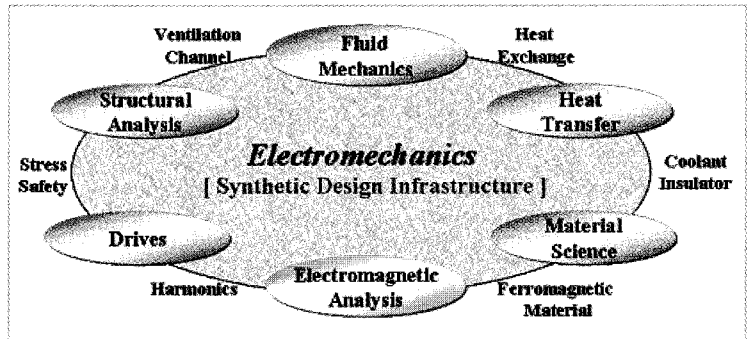 Ventilation
Channel
Fluid
Mechanics
Heat
Exchange
Structural
Analysis
Heat
Transfer
Electromechanics
[ Synthetic Design Infrastructure ]
Stress
Safety
Coolant
Insulator
Drives
Material
Science
Harmonics
Electromagnetic
Analysis
Ferromagnetic
Material